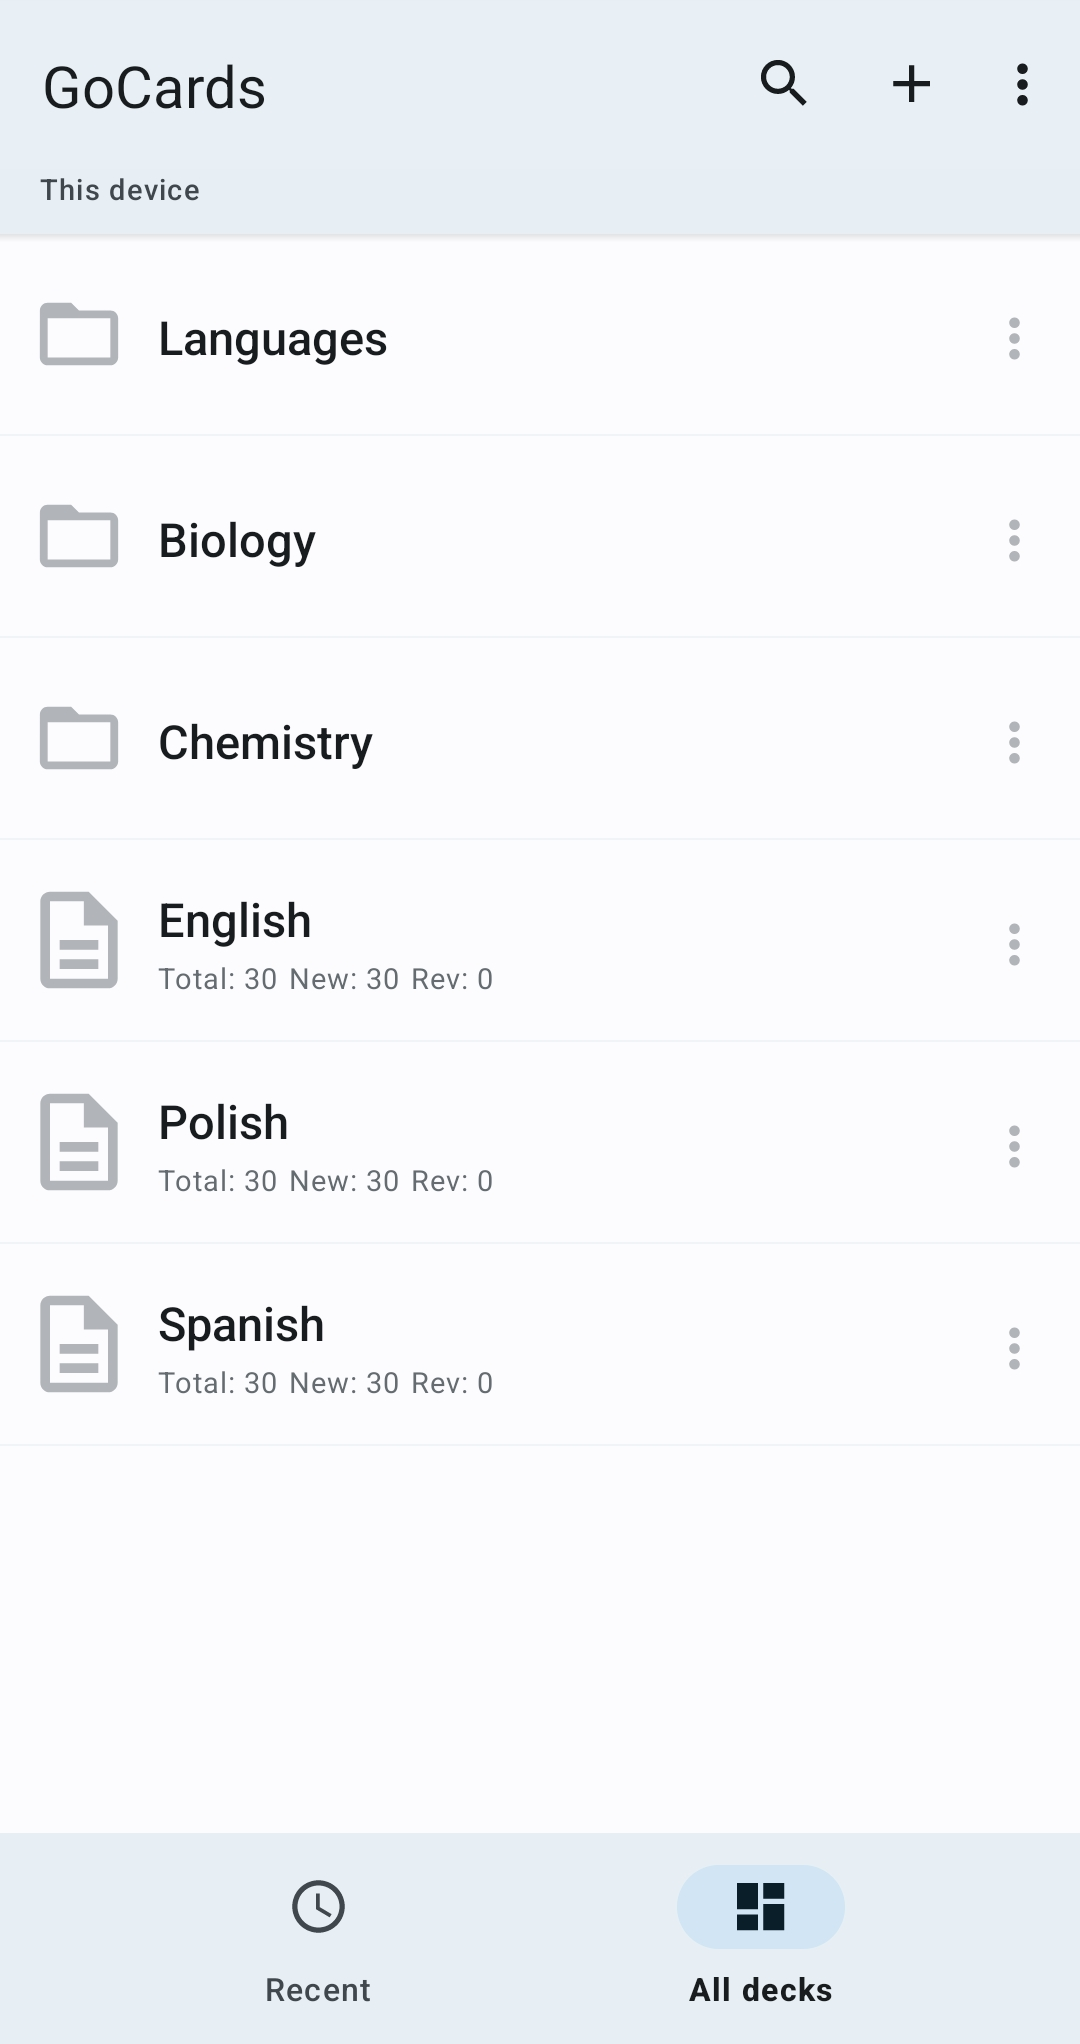 GoCards
This device
Languages
Biology
Chemistry
English
Total: 30 New: 30 Rev: 0
Polish
Total: 30 New: 30 Rev: 0
Spanish
Total: 30 New: 30 Rev: 0
Recent
All decks